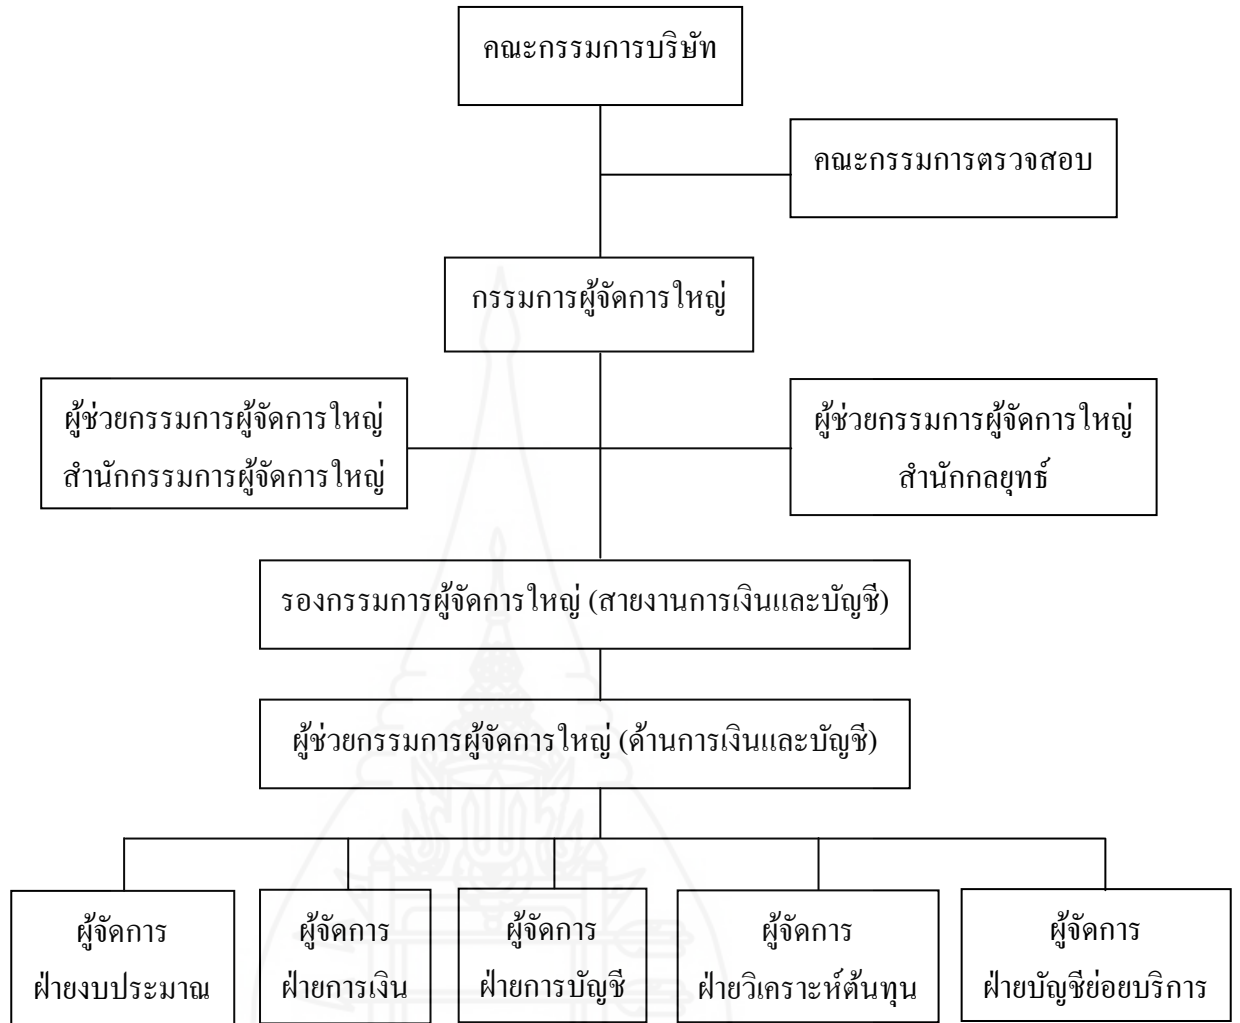 คณะกรรมการบริษัท
คณะกรรมการตรวจสอบ
กรรมการผู้จัดการใหญ่
ผู้ช่วยกรรมการผู้จัดการใหญ่
สำนักกรรมการผู้จัดการใหญ่
ผู้ช่วยกรรมการผู้จัดการใหญ่
สำนักกลยุทธ์
รองกรรมการผู้จัดการใหญ่ (สายงานการเงินและบัญชี)
ผู้ช่วยกรรมการผู้จัดการใหญ่ (ด้านการเงินและบัญชี)
ผู้จัดการ
ฝ่ายงบประมาณ
ผู้จัดการ
ฝ่ายการเงิน
ผู้จัดการ
ฝ่ายการบัญชี
ผู้จัดการ
ฝ่ายวิเคราะห์ต้นทุน
ผู้จัดการ
ฝ่ายบัญชีย่อยบริการ